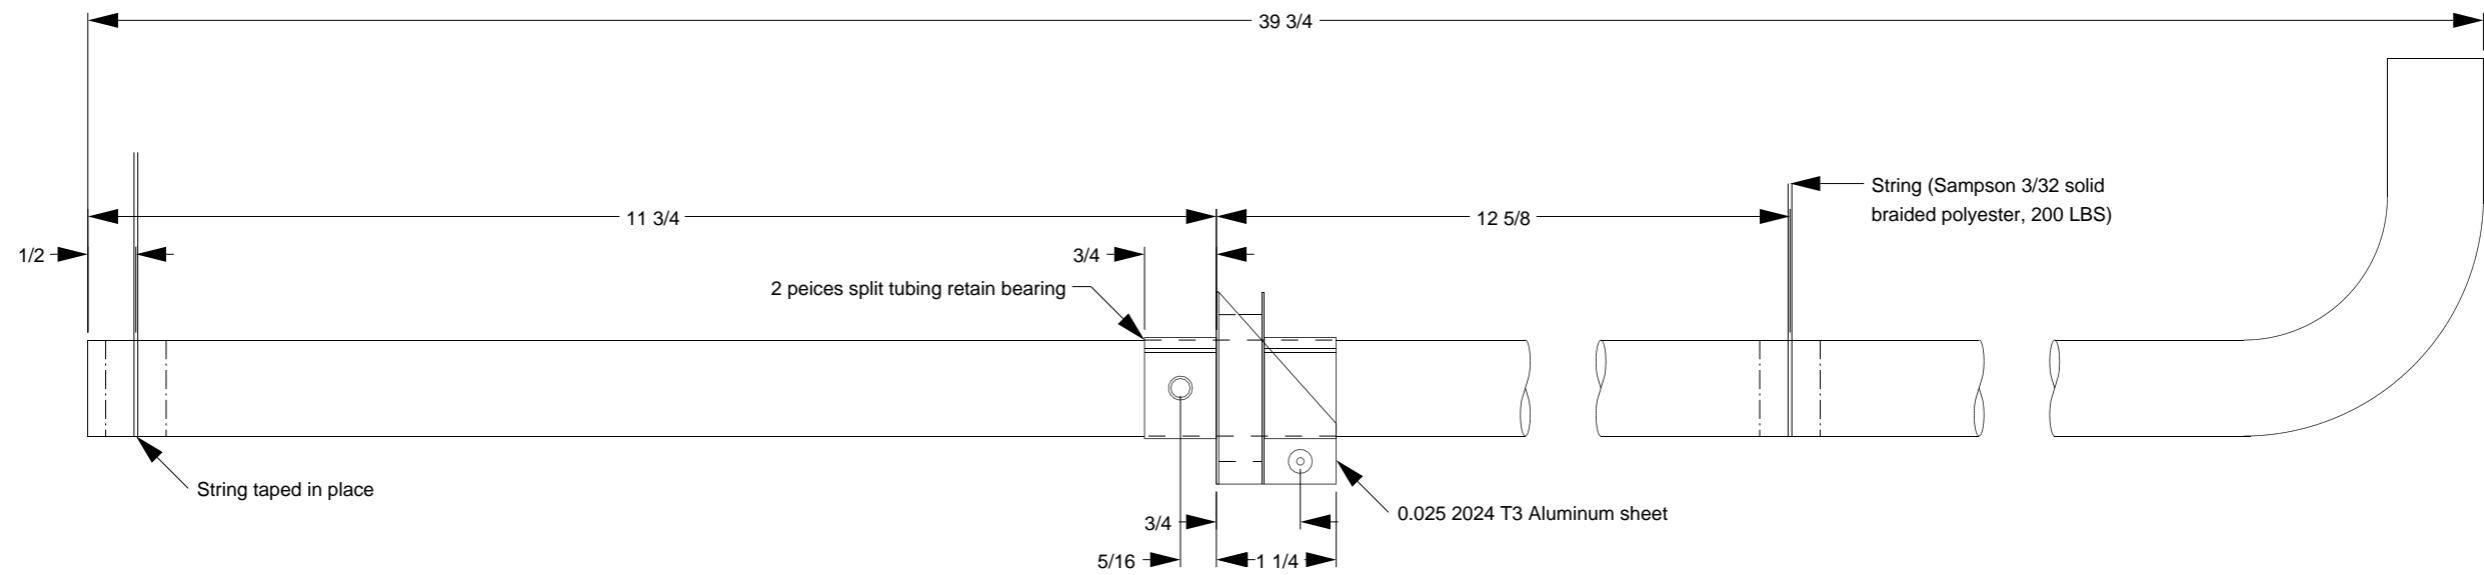 39 3/4
String (Sampson 3/32 solid
braided polyester, 200 LBS)
11 3/4
12 5/8
1/2
3/4
2 peices split tubing retain bearing
String taped in place
0.025 2024 T3 Aluminum sheet
3/4
5/16
1 1/4